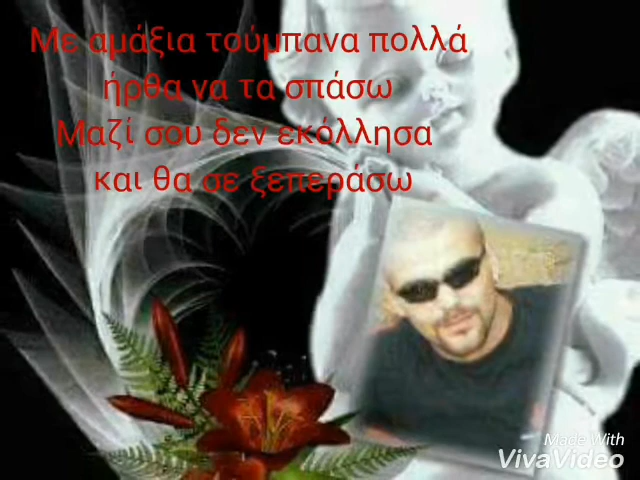 Με αμάξια τούμπανα πολλά
ήρθα να τα σπάσω
Μαζί σου δεν εκόλλησα
και θα σε ξεπεράσω
Made With
VivaVideo